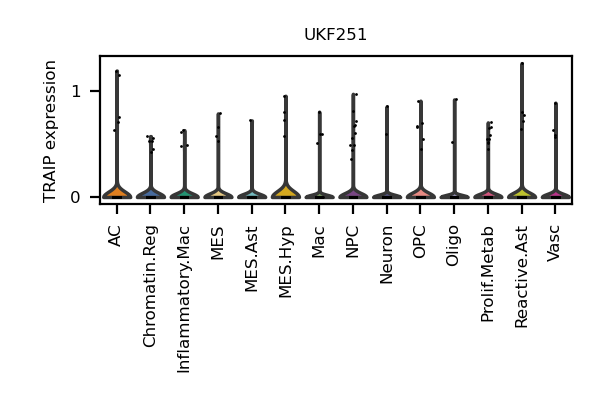 UKF251
TRAIP expression
1
0
AC
Chromatin.Reg
Inflammatory.Mac
MES
MES.Ast
MES.Hyp
Mac
NPC
Neuron
OPC
Oligo
Prolif.Metab
Reactive.Ast
Vasc